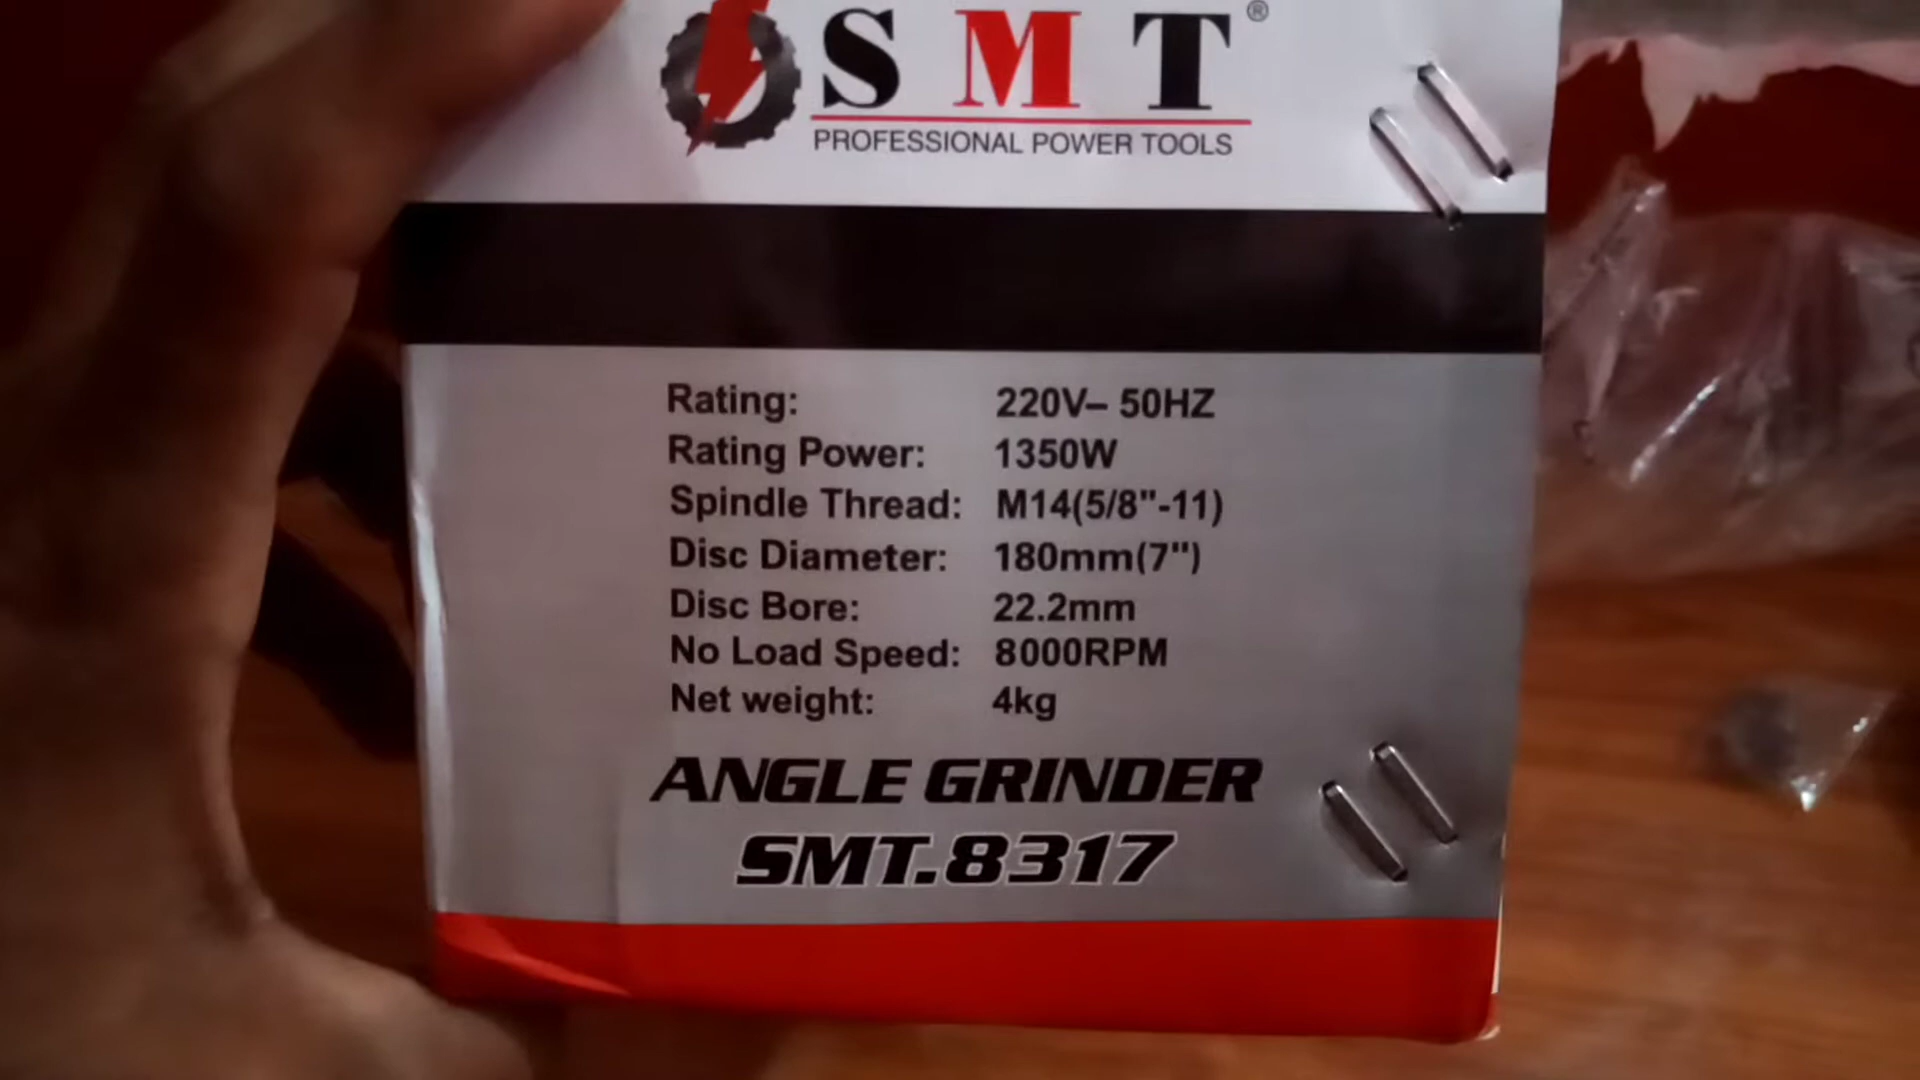 SMT®
PROFESSIONAL POWER TOOLS
Rating: 220V– 50HZ
Rating Power: 1350W
Spindle Thread: M14(5/8"-11)
Disc Diameter: 180mm(7")
Disc Bore: 22.2mm
No Load Speed: 8000RPM
Net weight: 4kg
ANGLE GRINDER
SMT.8317